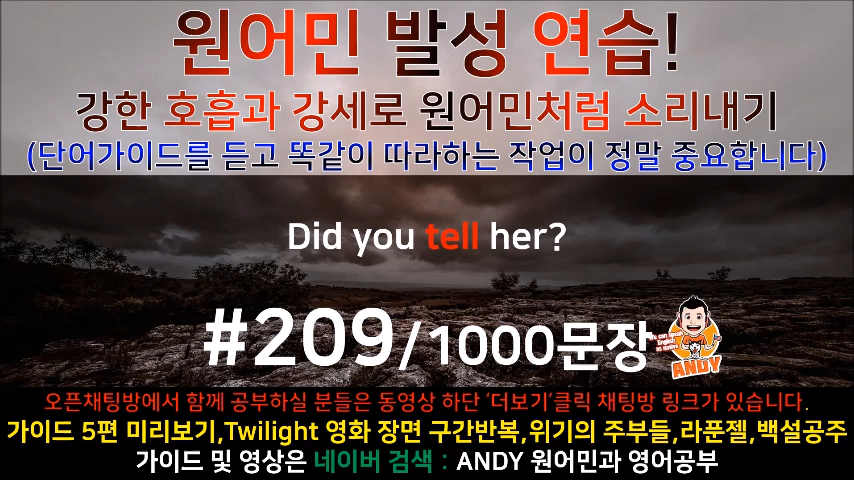 원어민 발성 연습!
강한 호흡과 강세로 원어민처럼 소리내기
(단어가이드를 듣고 똑같이 따라하는 작업이 정말 중요합니다)
Did you tell her?
#209/1000문장
ANDY
오픈채팅방에서 함께 공부하실 분들은 동영상 하단 '더보기'클릭 채팅방 링크가 있습니다.
가이드 5편 미리보기,Twilight 영화 장면 구간반복,위기의 주부들,라푼젤,백설공주
가이드 및 영상은 네이버 검색 : ANDY 원어민과 영어공부